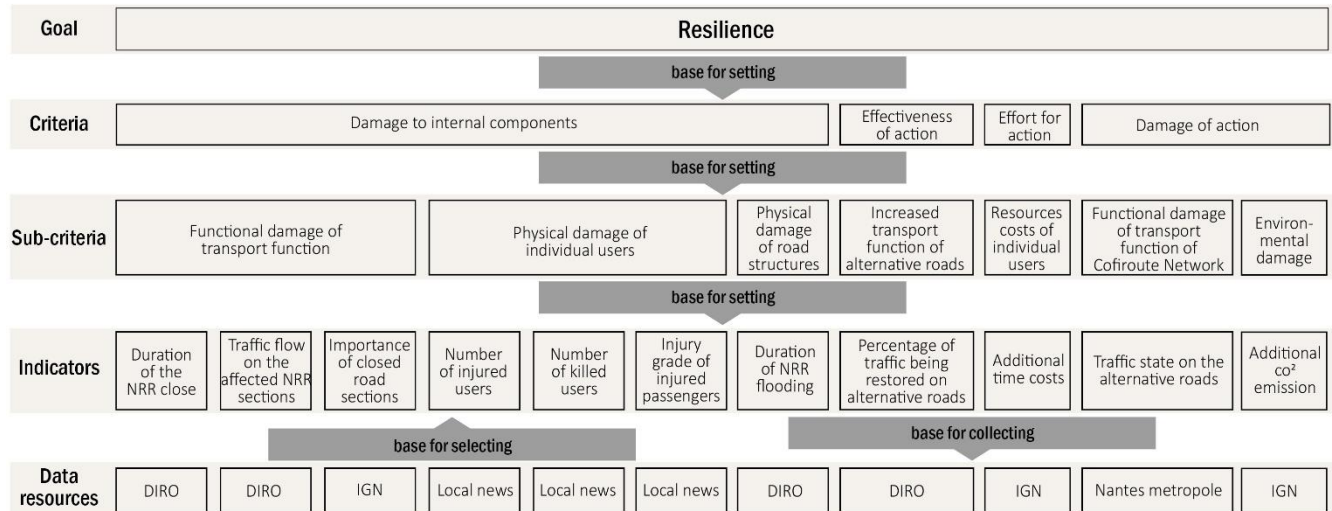 Goal
Resilience
base for setting
Criteria
Damage to internal components
Effectiveness
of action
Effort for
action
Damage of action
base for setting
Sub-criteria
Functional damage of
transport function
Physical damage of
individual users
Physical
damage
of road
structures
Increased
transport
function of
alternative roads
Resources
costs of
individual
users
Functional damage
of transport
function of
Cofiroute Network
Environ-
mental
damage
base for setting
Indicators
Duration
of the
NRR close
Traffic flow
on the
affected NRR
sections
Importance
of closed
road
sections
Number
of injured
users
Number
of killed
users
Injury
grade of
injured
passengers
Duration
of NRR
flooding
Percentage of
traffic being
restored on
alternative roads
Additional
time costs
Traffic state on the
alternative roads
Additional
co²
emission
base for selecting
base for collecting
Data
resources
DIRO
DIRO
IGN
Local news
Local news
Local news
DIRO
DIRO
IGN
Nantes metropole
IGN